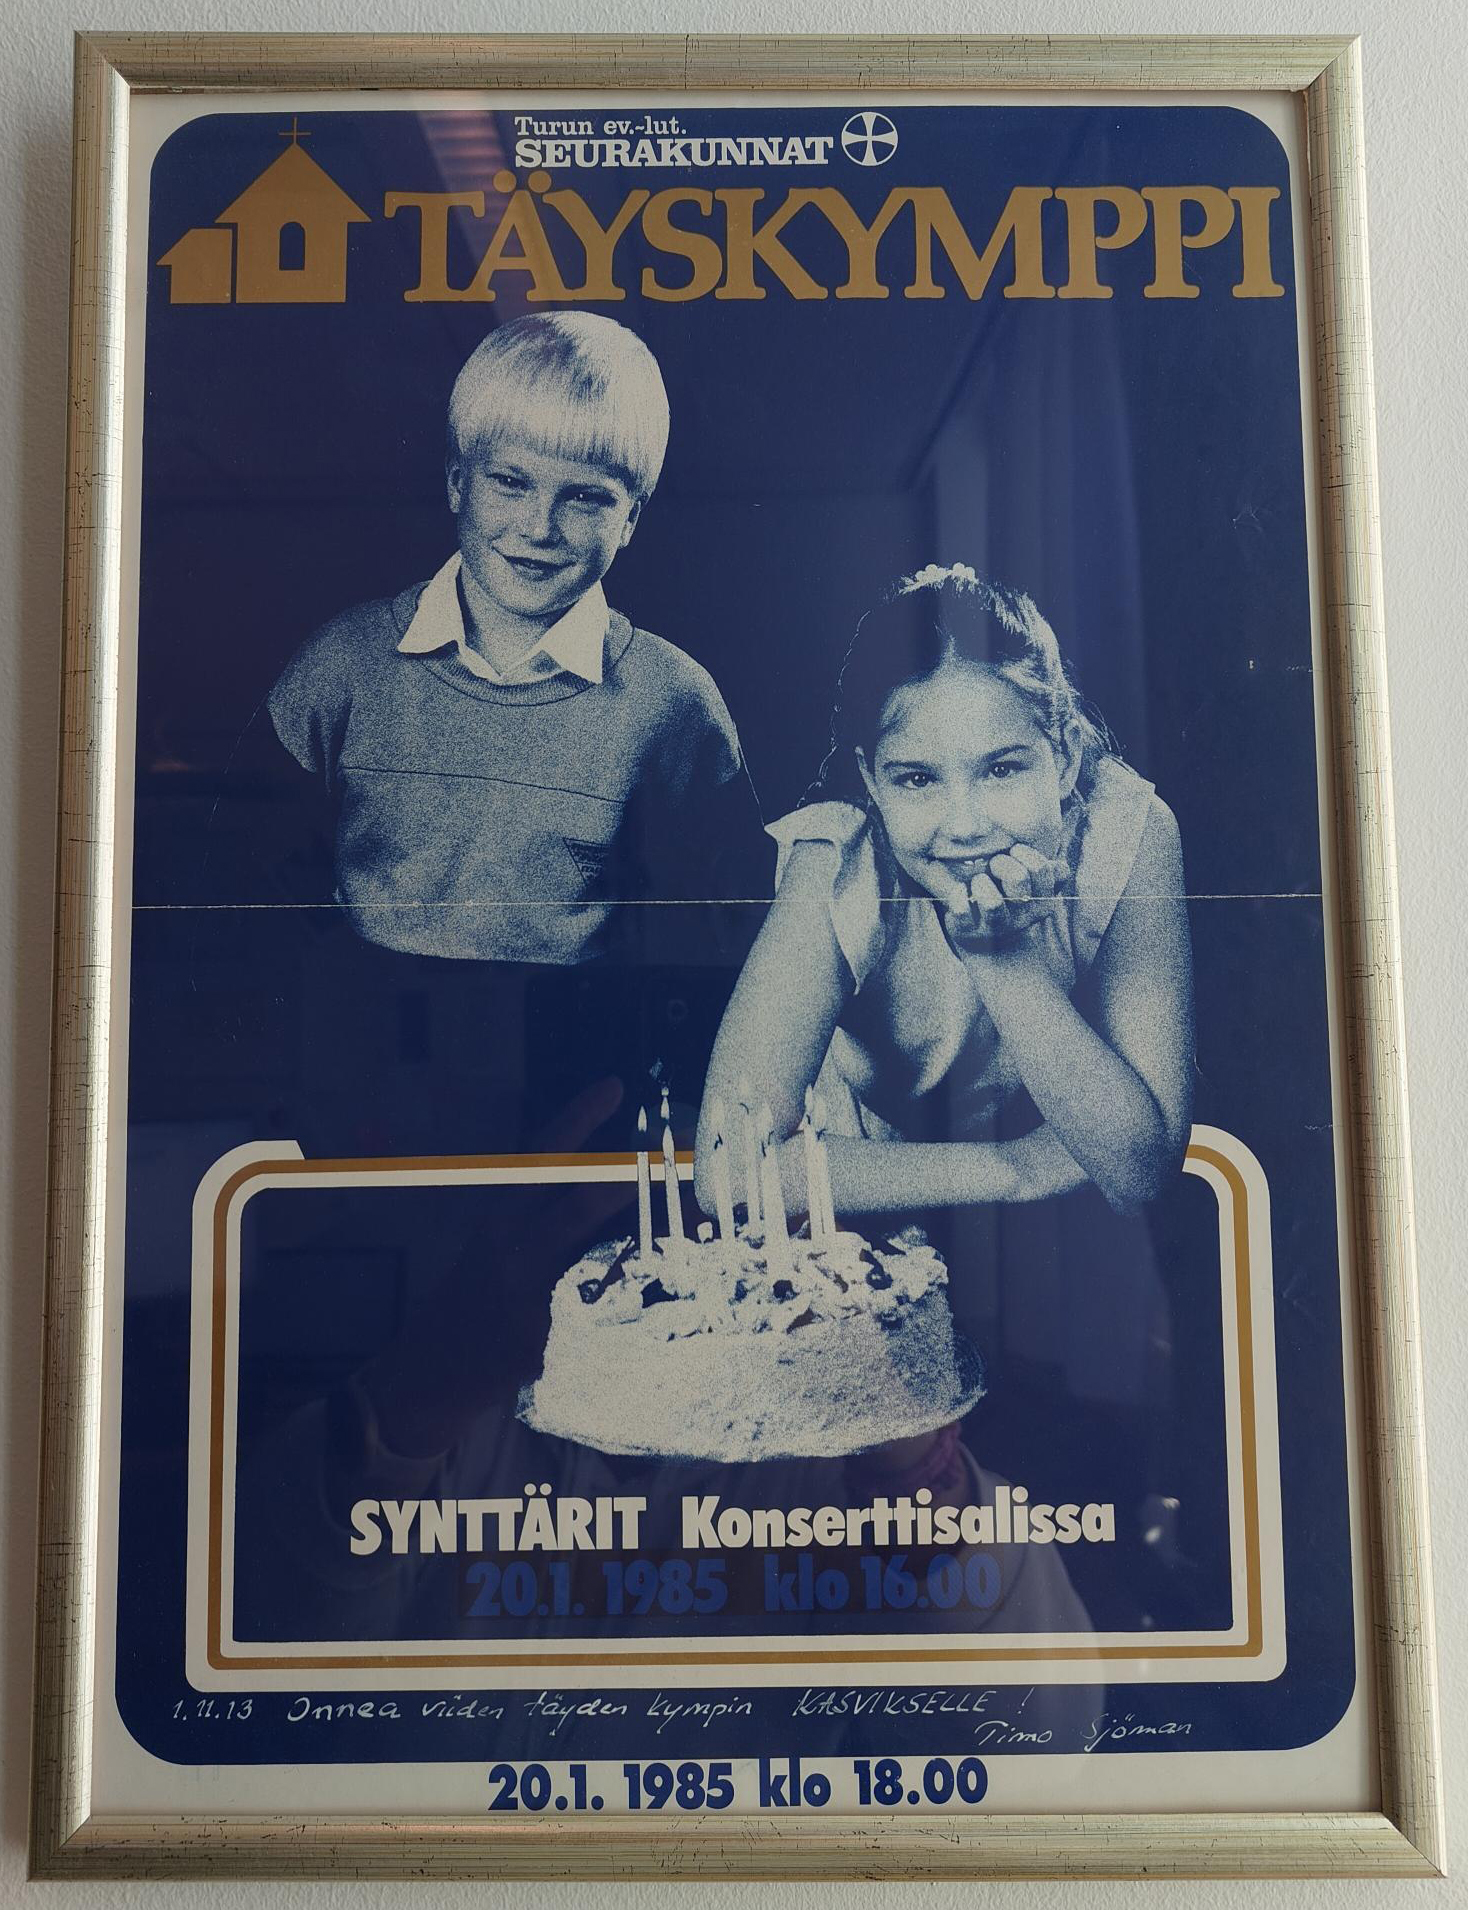 Turun ev.-lut.
SEURAKUNNAT
TÄYSKYMPPI
SYNTTÄRIT Konserttisalissa
20.1. 1985 klo 16.00
1.11.13 Onnea viiden täyden kympin KASVIKSELLE !
Timo Sjöman
20.1. 1985 klo 18.00